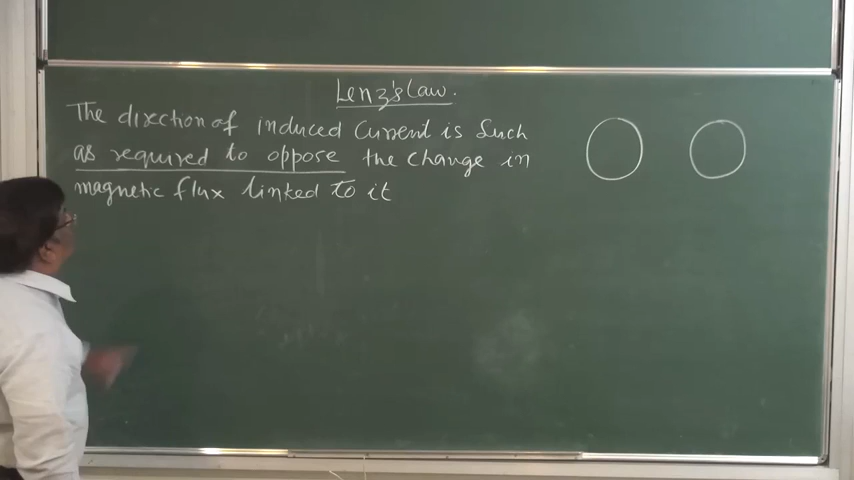 Lenz's Law.
The direction of induced current is such
as required to oppose the change in
magnetic flux linked to it